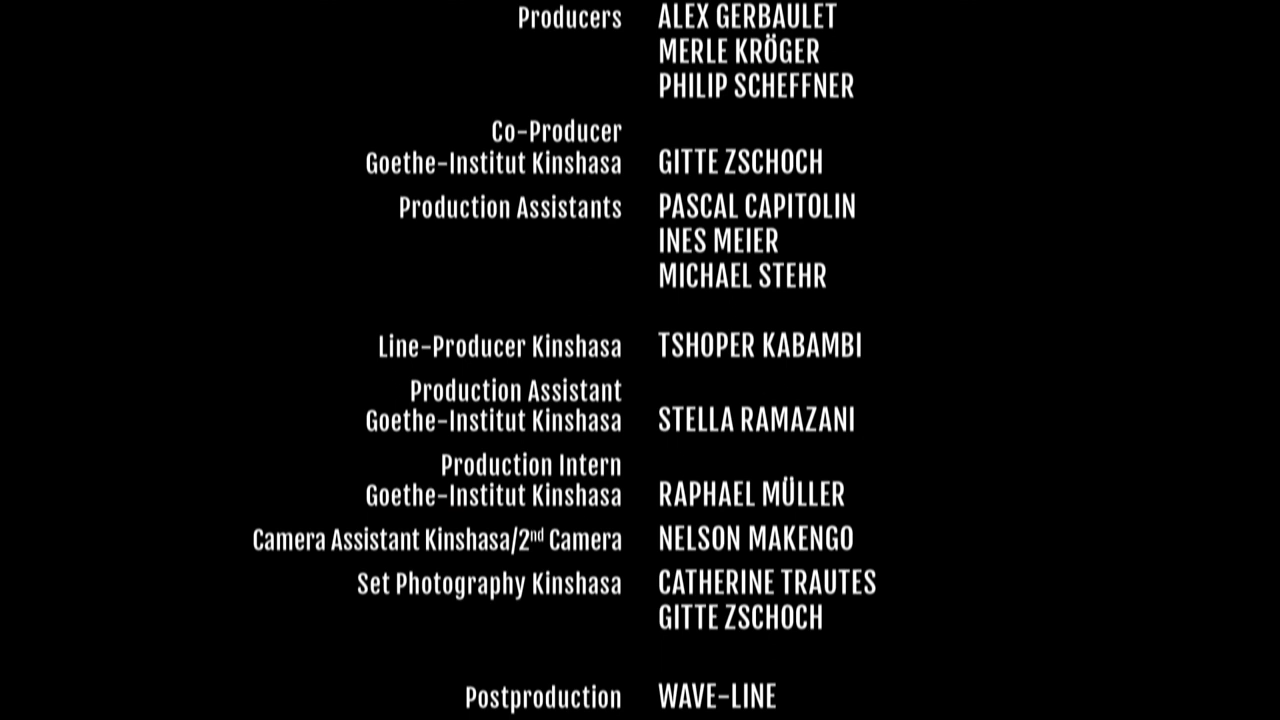 Producers ALEX GERBAULET
MERLE KRÖGER
PHILIP SCHEFFNER
Co-Producer
Goethe-Institut Kinshasa GITTE ZSCHOCH
Production Assistants PASCAL CAPITOLIN
INES MEIER
MICHAEL STEHR
Line-Producer Kinshasa TSHOPER KABAMBI
Production Assistant
Goethe-Institut Kinshasa STELLA RAMAZANI
Production Intern
Goethe-Institut Kinshasa RAPHAEL MÜLLER
Camera Assistant Kinshasa/2nd Camera NELSON MAKENGO
Set Photography Kinshasa CATHERINE TRAUTES
GITTE ZSCHOCH
Postproduction WAVE-LINE